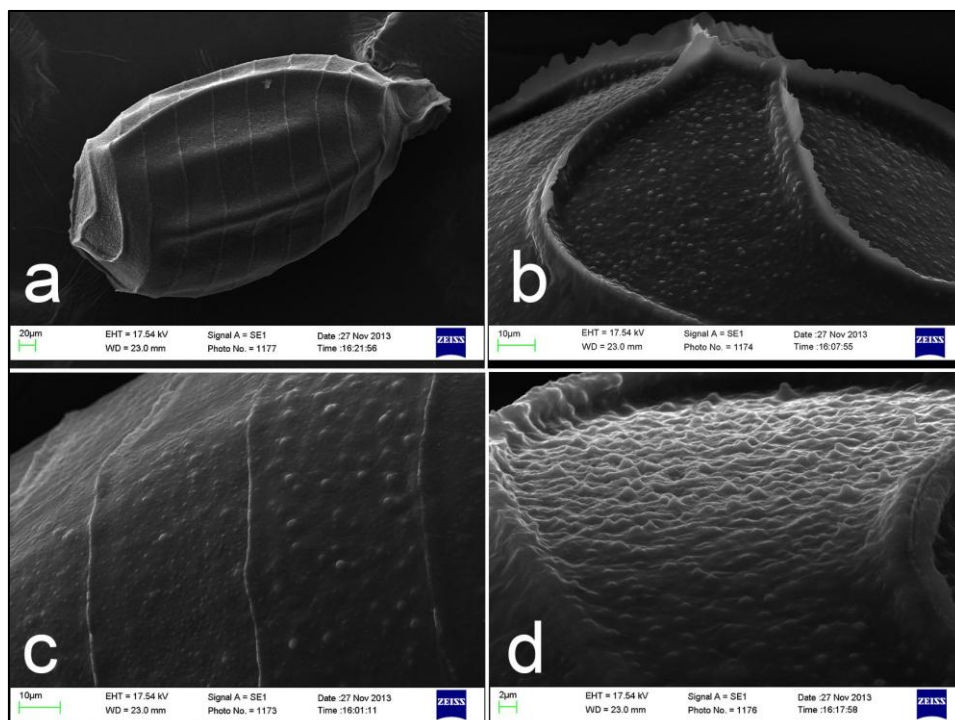 a
20µm
EHT = 17.54 kV Signal A = SE1 Date :27 Nov 2013
WD = 23.0 mm Photo No. = 1177 Time :16:21:56
ZEISS
b
10µm
EHT = 17.54 kV Signal A = SE1 Date :27 Nov 2013
WD = 23.0 mm Photo No. = 1174 Time :16:07:55
ZEISS
c
10µm
EHT = 17.54 kV Signal A = SE1 Date :27 Nov 2013
WD = 23.0 mm Photo No. = 1173 Time :16:01:11
ZEISS
d
2µm
EHT = 17.54 kV Signal A = SE1 Date :27 Nov 2013
WD = 23.0 mm Photo No. = 1176 Time :16:17:58
ZEISS